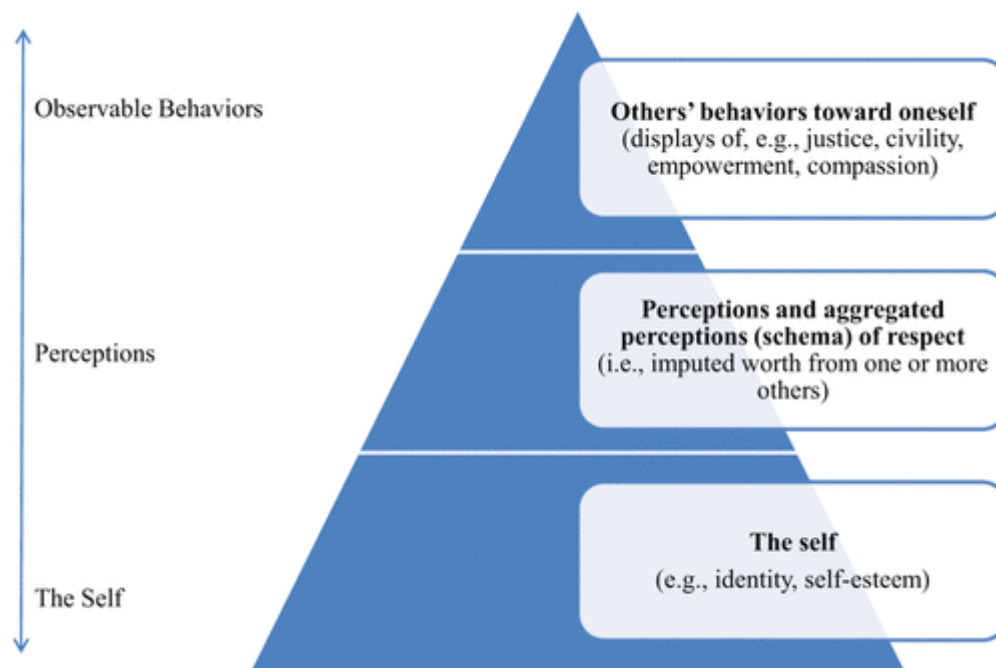 Observable Behaviors
Others’ behaviors toward oneself
(displays of, e.g., justice, civility,
empowerment, compassion)
Perceptions
Perceptions and aggregated
perceptions (schema) of respect
(i.e., imputed worth from one or more
others)
The Self
The self
(e.g., identity, self-esteem)